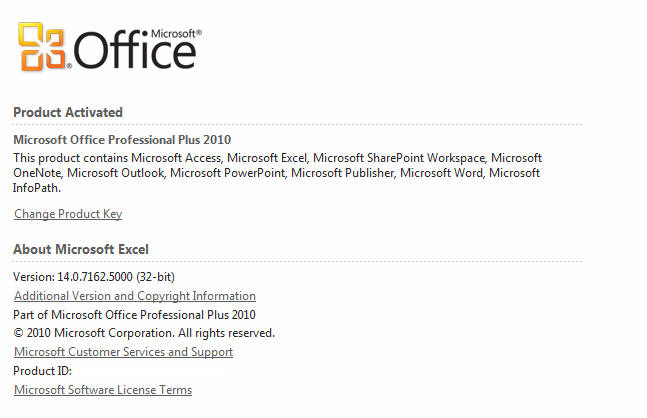 Microsoft®
Office®
Product Activated
Microsoft Office Professional Plus 2010
This product contains Microsoft Access, Microsoft Excel, Microsoft SharePoint Workspace, Microsoft
OneNote, Microsoft Outlook, Microsoft PowerPoint, Microsoft Publisher, Microsoft Word, Microsoft
InfoPath.
Change Product Key
About Microsoft Excel
Version: 14.0.7162.5000 (32-bit)
Additional Version and Copyright Information
Part of Microsoft Office Professional Plus 2010
© 2010 Microsoft Corporation. All rights reserved.
Microsoft Customer Services and Support
Product ID:
Microsoft Software License Terms